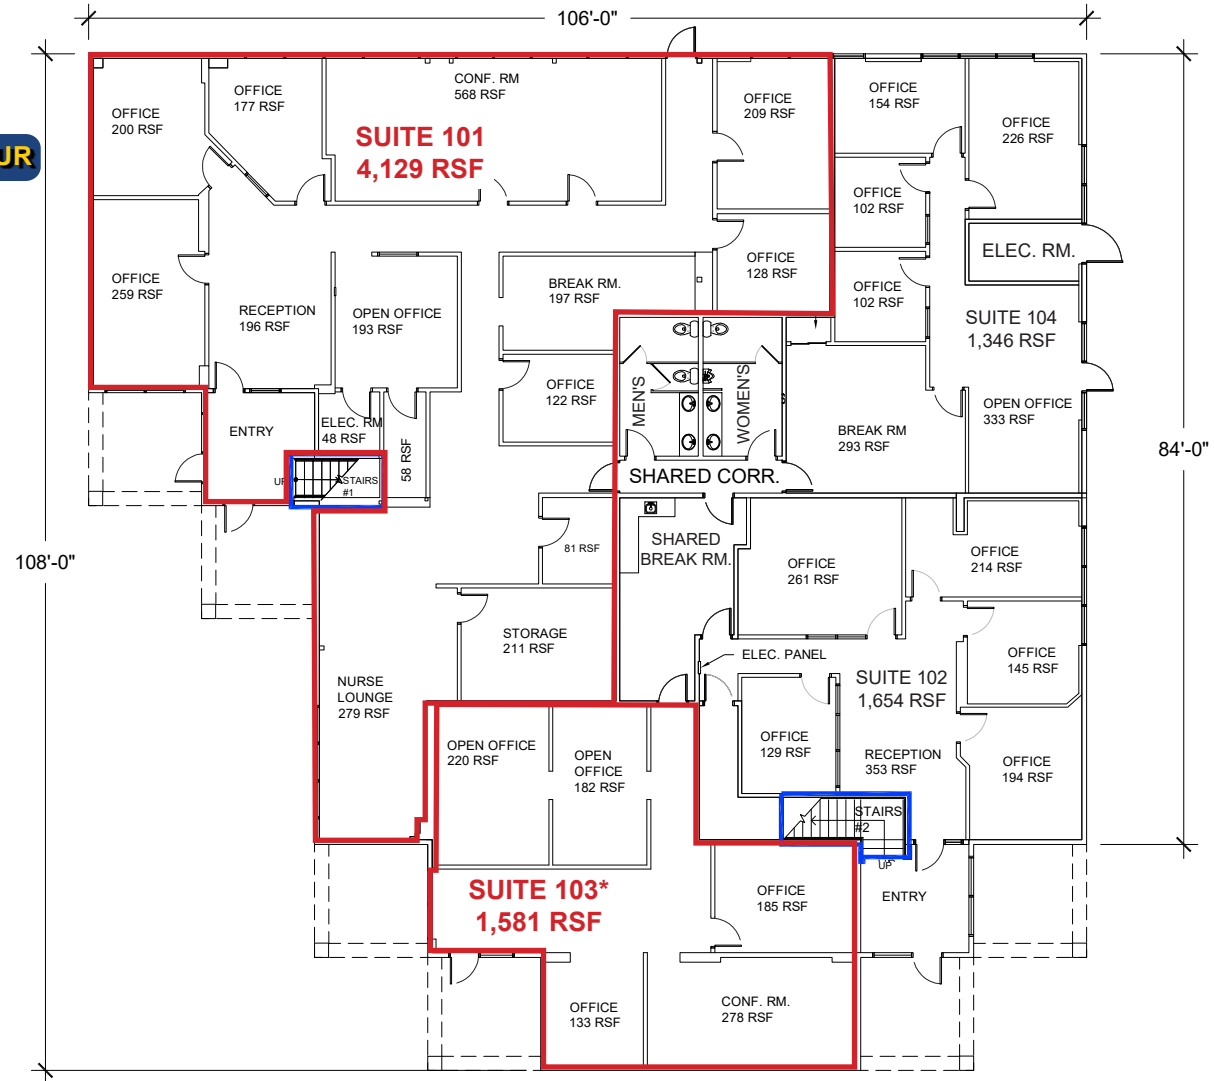 106'-0"
UR
OFFICE
200 RSF
OFFICE
177 RSF
CONF. RM
568 RSF
SUITE 101
4,129 RSF
OFFICE
209 RSF
OFFICE
154 RSF
OFFICE
226 RSF
OFFICE
102 RSF
ELEC. RM.
OFFICE
259 RSF
RECEPTION
196 RSF
OPEN OFFICE
193 RSF
BREAK RM.
197 RSF
OFFICE
128 RSF
OFFICE
102 RSF
SUITE 104
1,346 RSF
OFFICE
122 RSF
MEN'S
WOMEN'S
BREAK RM
293 RSF
OPEN OFFICE
333 RSF
ENTRY
ELEC. RM
48 RSF
58 RSF
84'-0"
UP
STAIRS
#1
SHARED CORR.
108'-0"
81 RSF
SHARED
BREAK RM.
OFFICE
261 RSF
OFFICE
214 RSF
STORAGE
211 RSF
ELEC. PANEL
OFFICE
145 RSF
SUITE 102
1,654 RSF
NURSE
LOUNGE
279 RSF
OPEN OFFICE
220 RSF
OPEN
OFFICE
182 RSF
OFFICE
129 RSF
RECEPTION
353 RSF
OFFICE
194 RSF
STAIRS
#2
UP
SUITE 103*
1,581 RSF
OFFICE
185 RSF
ENTRY
OFFICE
133 RSF
CONF. RM.
278 RSF